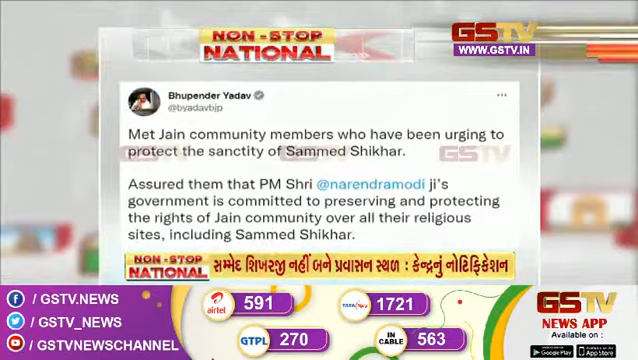 NON-STOP
NATIONAL
GSTV
WWW.GSTV.IN
Bhupender Yadav
@byadavbjp
Met Jain community members who have been urging to
protect the sanctity of Sammed Shikhar.
GSTV
GSTV
Assured them that PM Shri @narendramodi ji's
government is committed to preserving and protecting
the rights of Jain community over all their religious
sites, including Sammed Shikhar.
NON-STOP
NATIONAL
સમ્મેદ શિખરજી નહીં બને પ્રવાસન સ્થળ : કેન્દ્રનું નોટિફિકેશન
/ GSTV.NEWS
/ GSTV_NEWS
/ GSTVNEWSCHANNEL
airtel
591
TATA
1721
GTPL
270
IN
CABLE
563
GSTV
NEWS APP
Available on :
Google Play
App Store